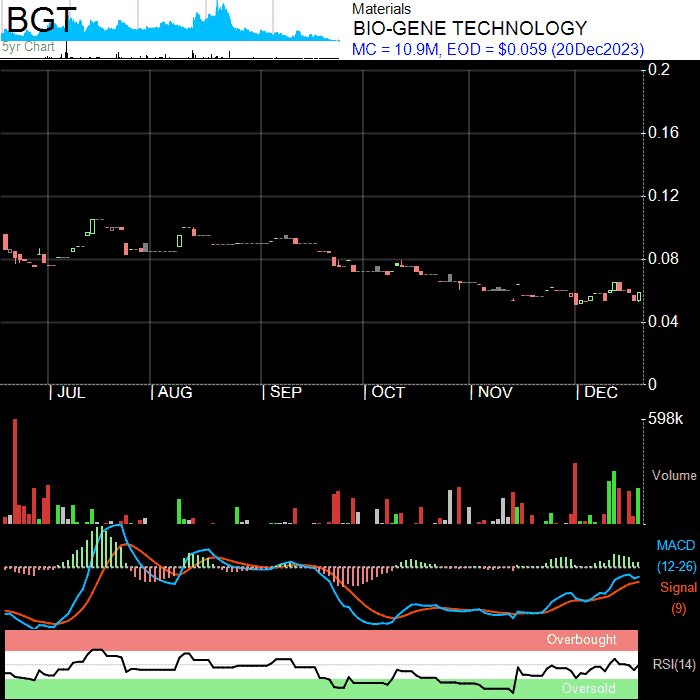 BGT
5yr Chart
Materials
BIO-GENE TECHNOLOGY
MC = 10.9M, EOD = $0.059 (20Dec2023)
0.2
0.16
0.12
0.08
0.04
0
| JUL | AUG | SEP | OCT | NOV | DEC
598k
Volume
MACD
(12-26)
Signal
(9)
Overbought
RSI(14)
Oversold